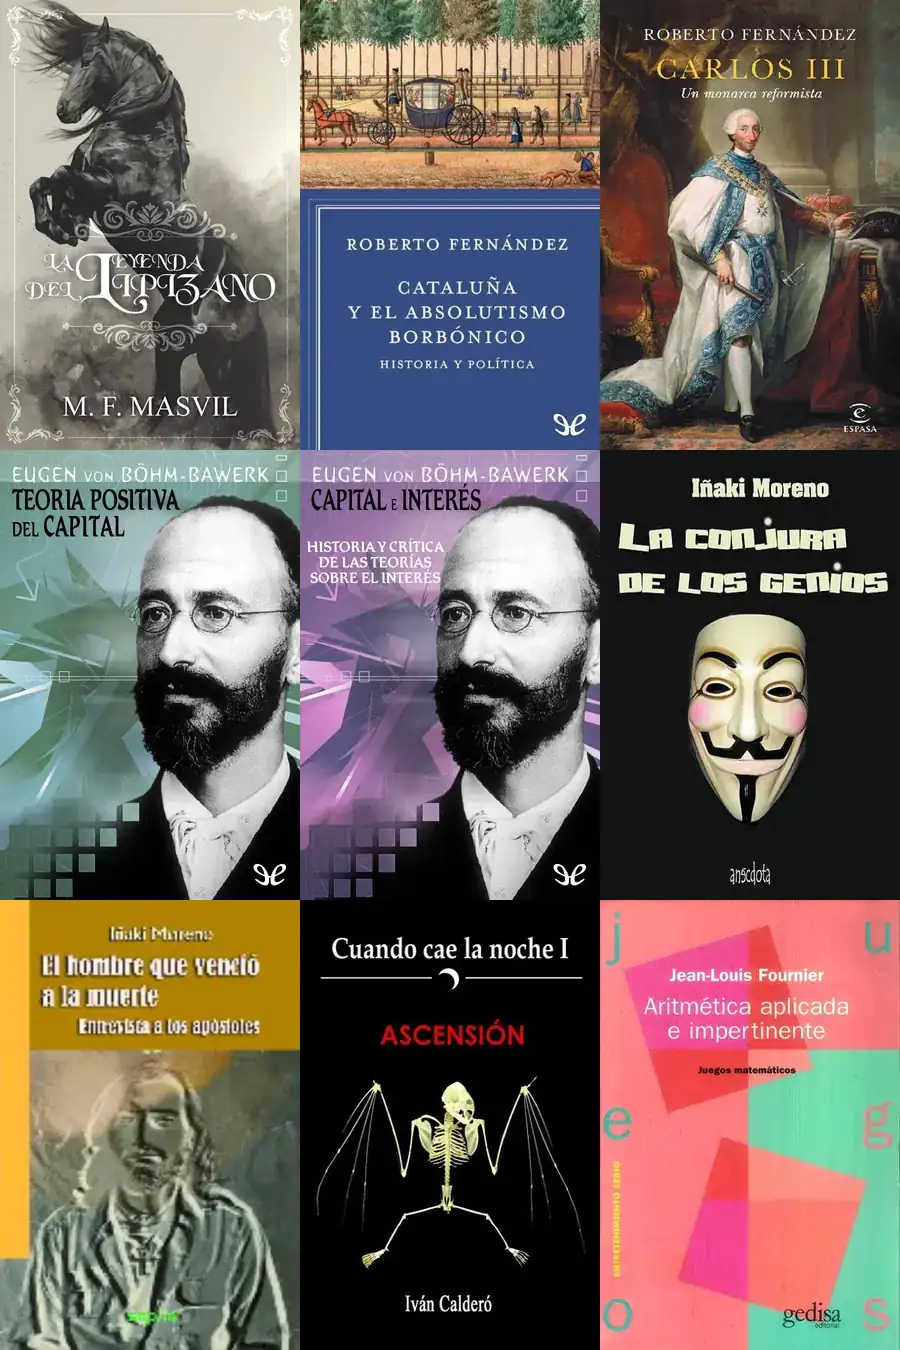 LA LEYENDA
DEL LIPIZANO
M. F. MASVIL
ROBERTO FERNÁNDEZ
CATALUÑA
Y EL ABSOLUTISMO
BORBÓNICO
HISTORIA Y POLÍTICA
ROBERTO FERNÁNDEZ
CARLOS III
Un monarca reformista
ESPASA
EUGEN VON BÖHM-BAWERK
TEORIA POSITIVA
DEL CAPITAL
EUGEN VON BÖHM-BAWERK
CAPITAL E INTERÉS
HISTORIA Y CRÍTICA
DE LAS TEORÍAS
SOBRE EL INTERÉS
Iñaki Moreno
La conjura
de los genios
anecdota
Iñaki Moreno
El hombre que venció
a la muerte
Entrevista a los apóstoles
Cuando cae la noche I
ASCENSIÓN
Iván Calderó
j u
Jean-Louis Fournier
Aritmética aplicada
e impertinente
Juegos matemáticos
e g
ENTRETENIMIENTO SERIO
gedisa
editorial
o s